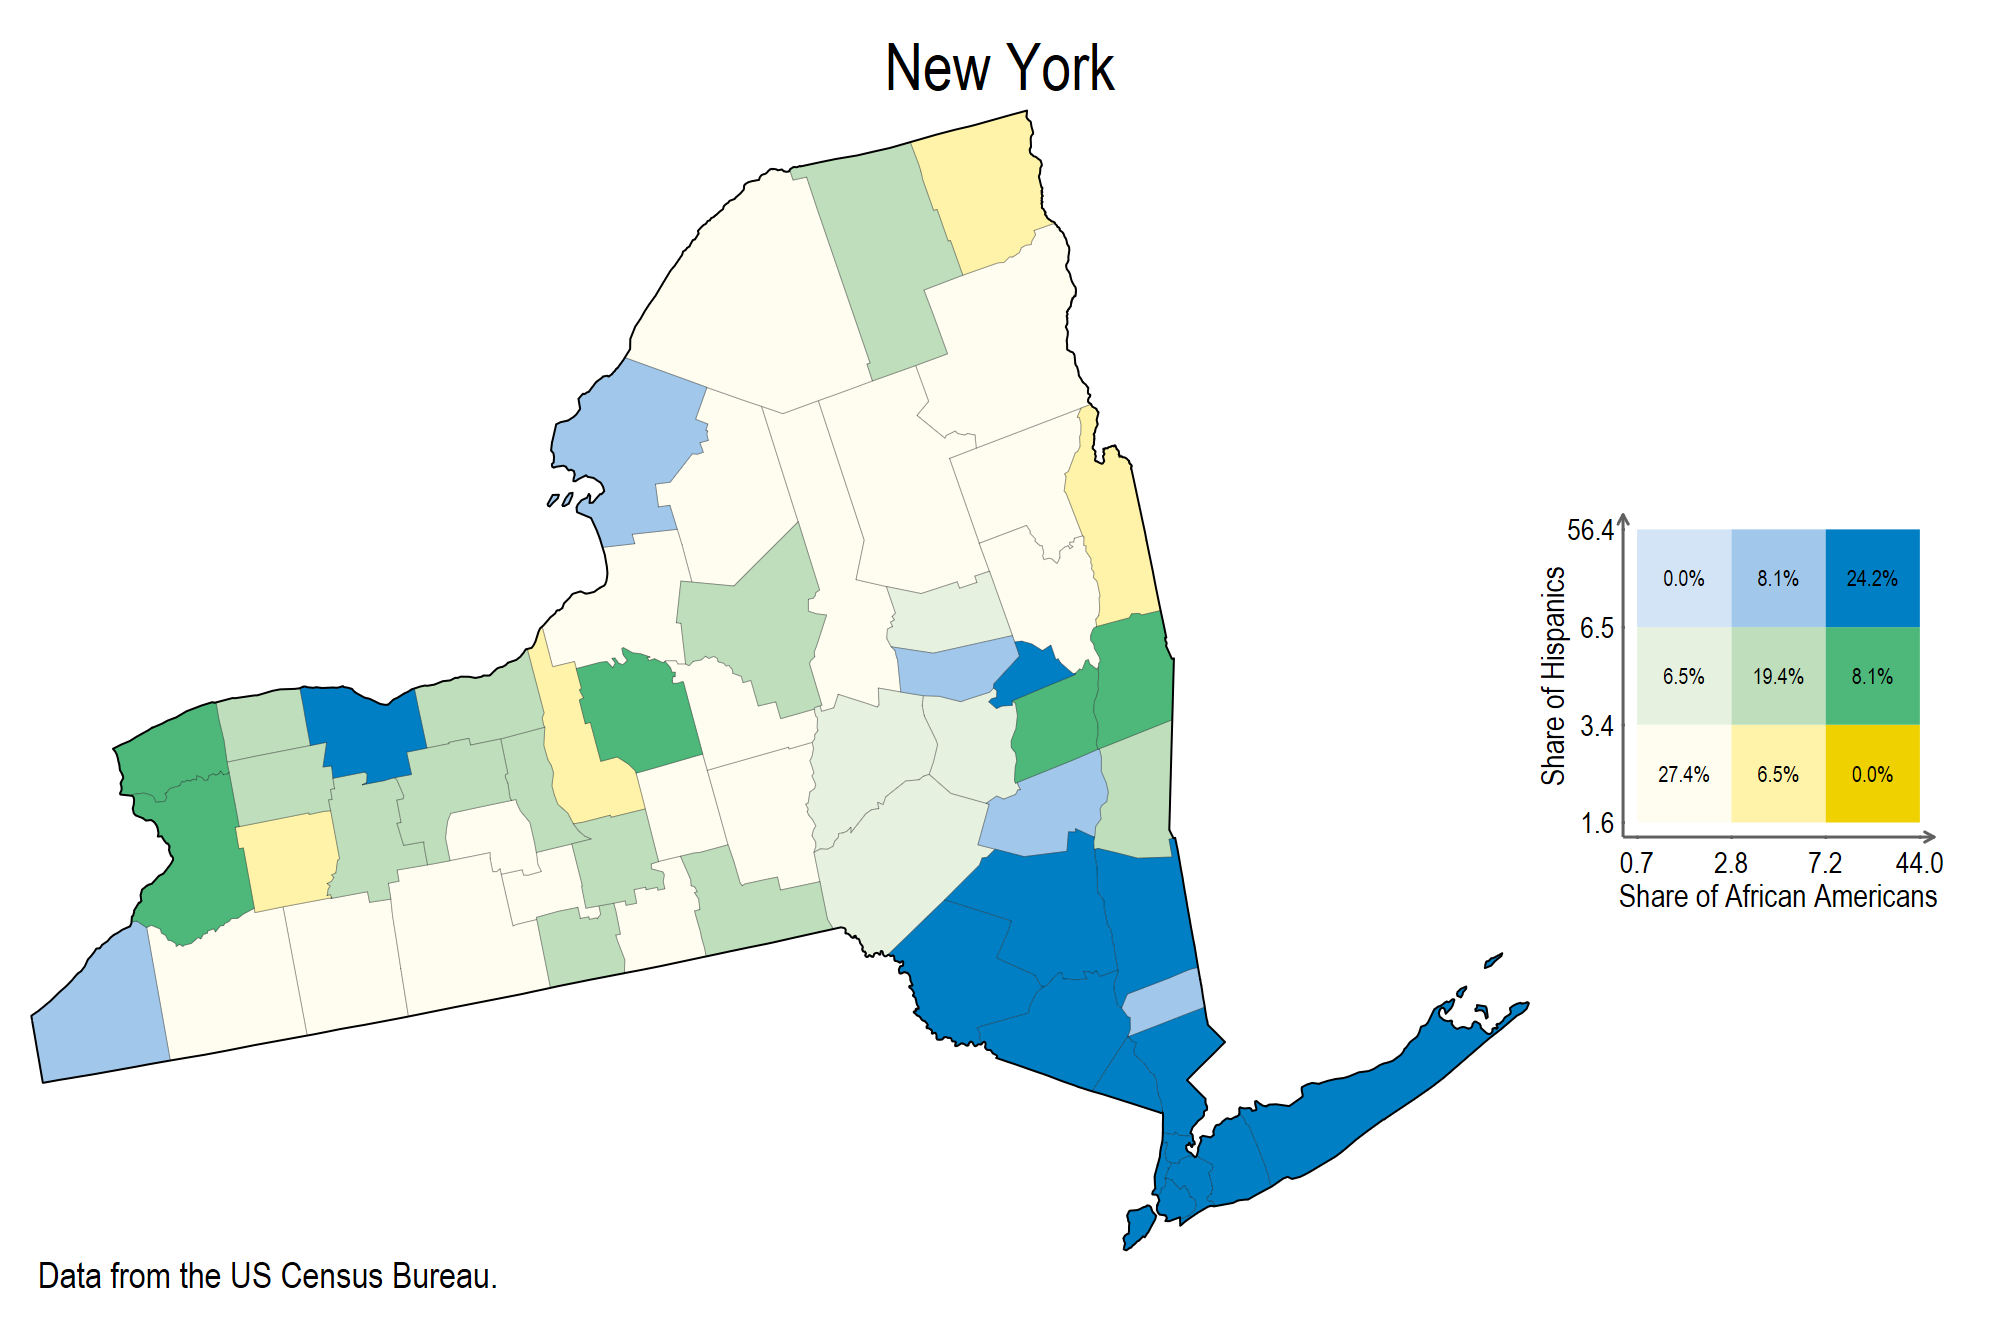 New York
56.4
6.5
3.4
1.6
Share of Hispanics
0.0% 8.1% 24.2%
6.5% 19.4% 8.1%
27.4% 6.5% 0.0%
0.7 2.8 7.2 44.0
Share of African Americans
Data from the US Census Bureau.